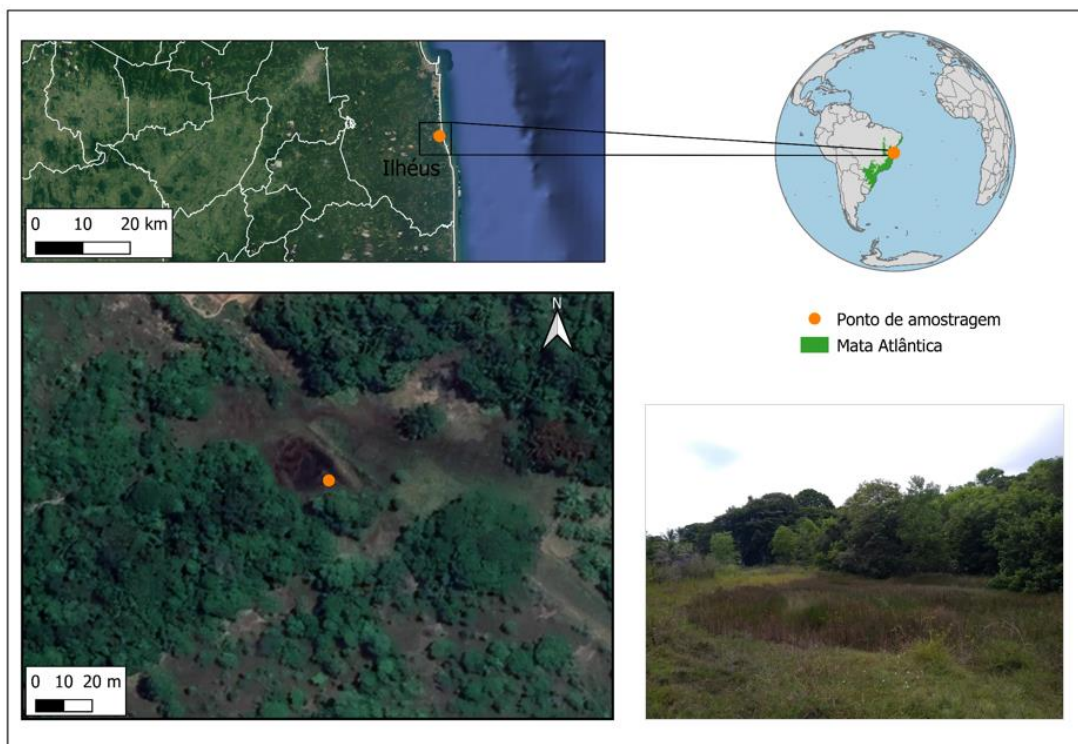 Ilhéus
0 10 20 km
N
Ponto de amostragem
Mata Atlântica
0 10 20 m